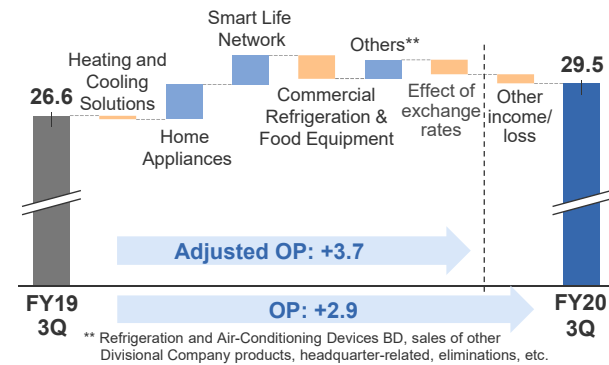 Smart Life
Network
Heating and
Cooling
Solutions
Others**
29.5
26.6
Home
Appliances
Commercial
Refrigeration &
Food Equipment
Effect of
exchange
rates
Other
income/
loss
Adjusted OP: +3.7
FY19
3Q
OP: +2.9
FY20
3Q
** Refrigeration and Air-Conditioning Devices BD, sales of other
Divisional Company products, headquarter-related, eliminations, etc.